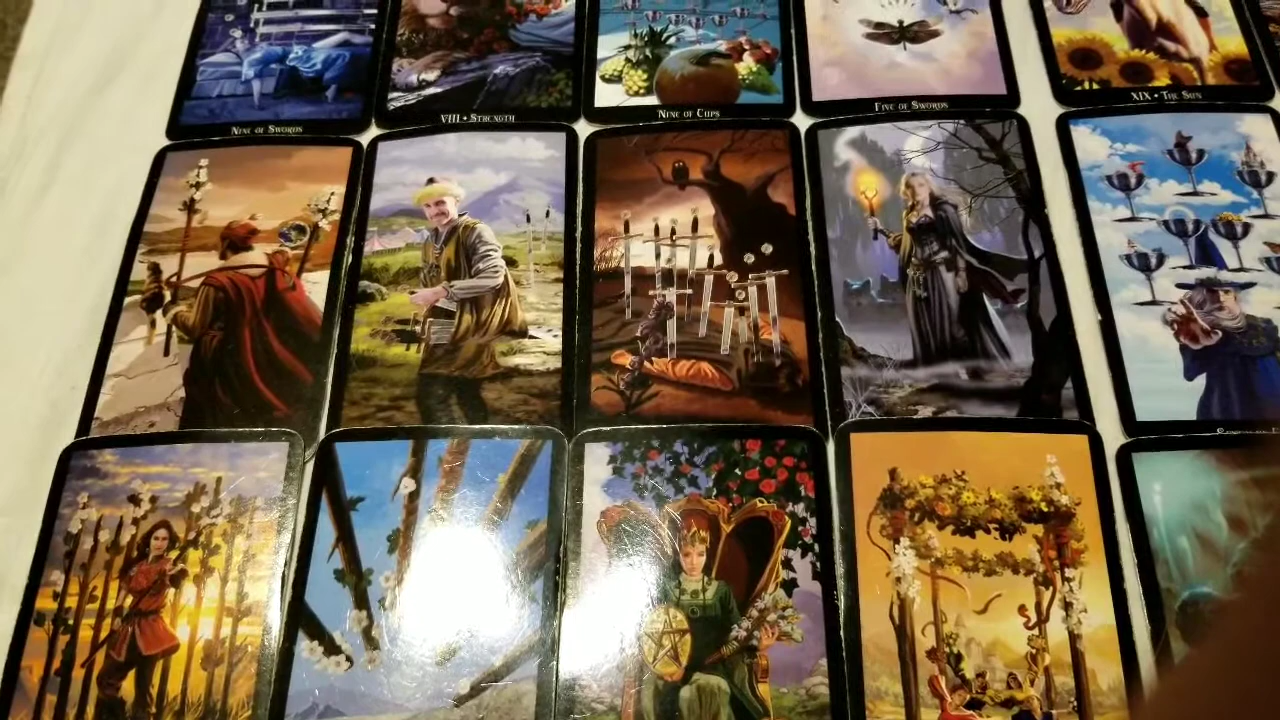 NINE OF SWORDS
VIII • STRENGTH
NINE OF CUPS
FIVE OF SWORDS
XIX • THE SUN